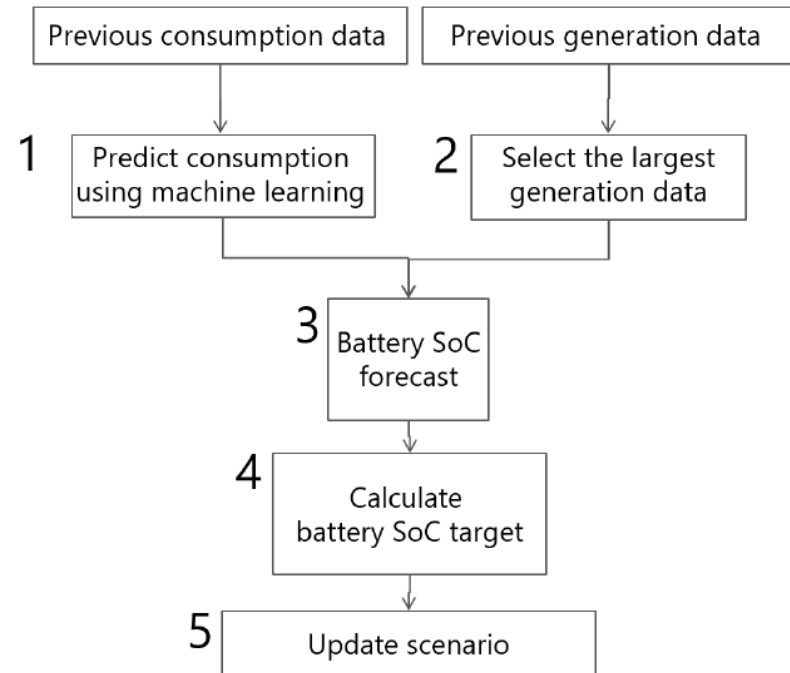 Previous consumption data
Previous generation data
1
Predict consumption
using machine learning
2
Select the largest
generation data
3
Battery SoC
forecast
4
Calculate
battery SoC target
5
Update scenario